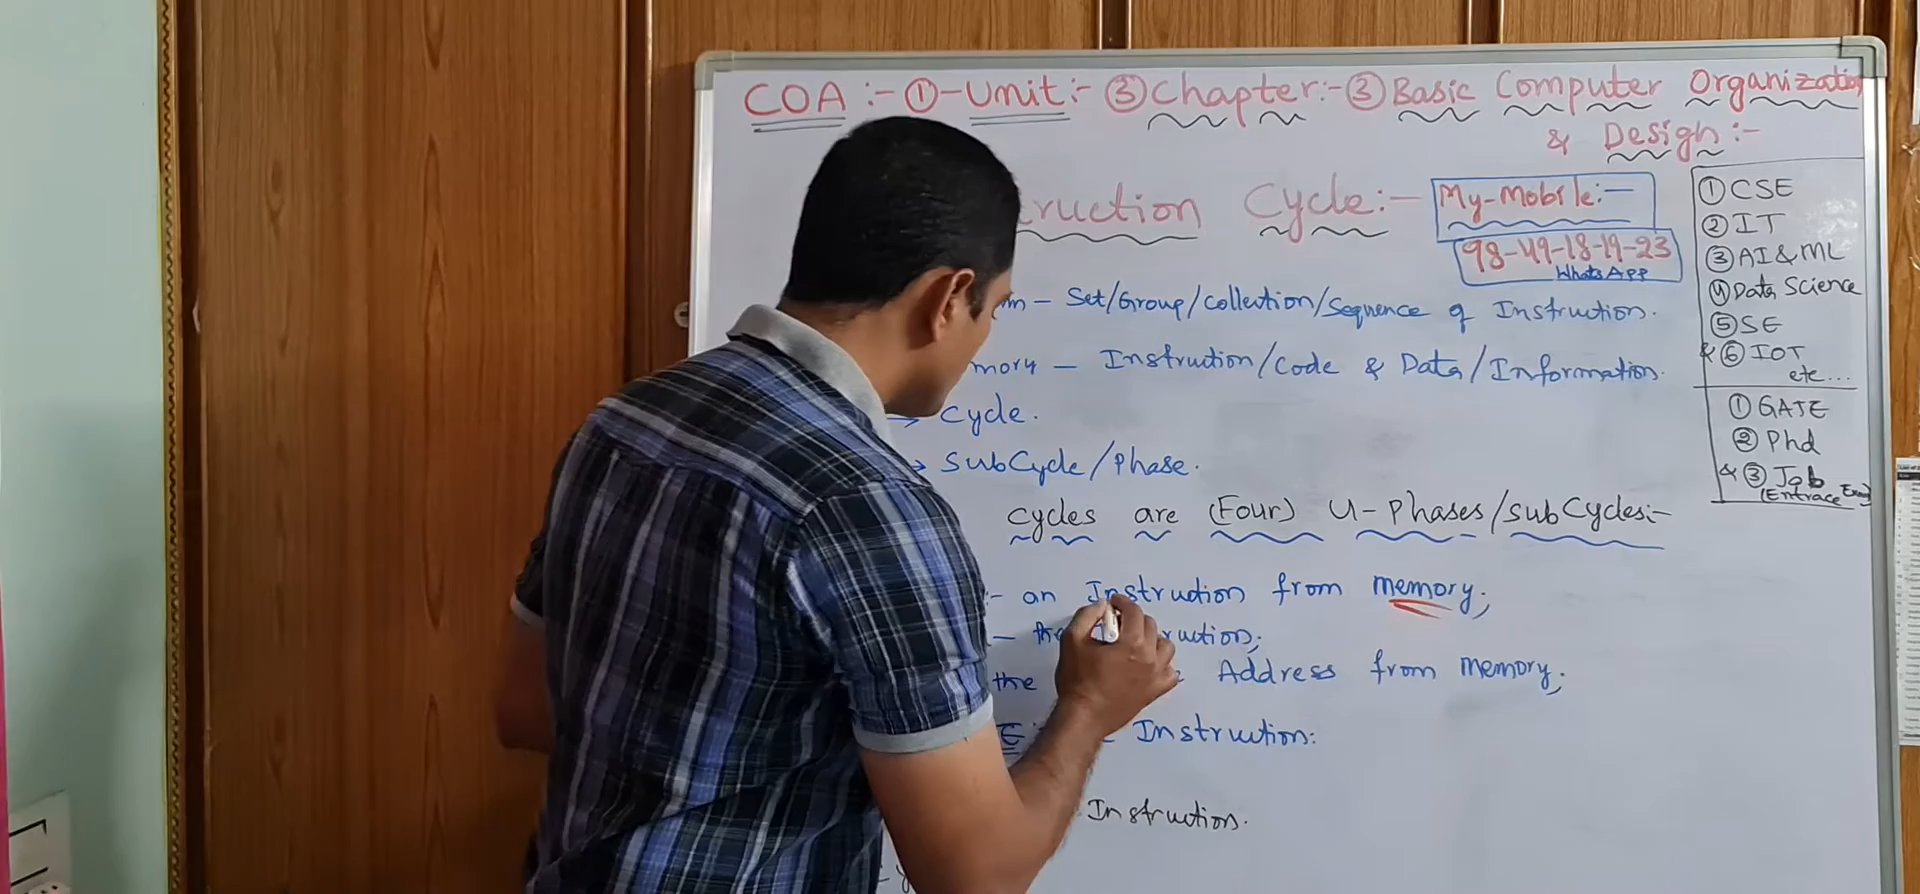 COA :- ①-Unit:- ③ Chapter:- ③ Basic Computer Organization
& Design :-
ruction Cycle:-
My-Mobile:-
98-49-18-19-23
WhatsApp
- Set/Group/Collection/Sequence of Instruction.
mory - Instruction/Code & Data/Information.
→ Cycle.
→ SubCycle/Phase.
Cycles are (Four) 4-Phases/SubCycles:-
:- an Instruction from memory;
- the ruction;
the Address from memory;
E Instruction:
Instruction.
① CSE
② IT
③ AI & ML
④ Data Science
⑤ SE
& ⑥ IOT
etc...
① GATE
② Phd
& ③ Job
(Entrace Exam)